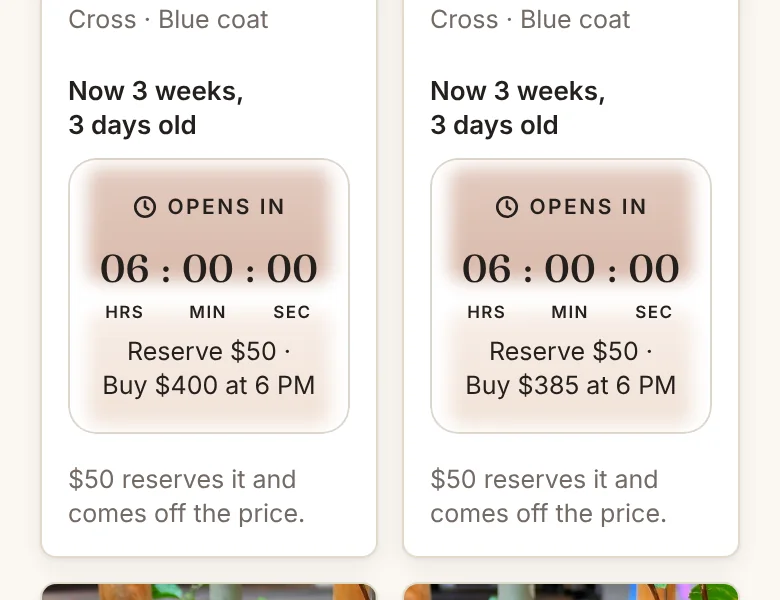 Cross · Blue coat
Now 3 weeks,
3 days old
OPENS IN
06 : 00 : 00
HRS MIN SEC
Reserve $50 ·
Buy $400 at 6 PM
$50 reserves it and
comes off the price.
Cross · Blue coat
Now 3 weeks,
3 days old
OPENS IN
06 : 00 : 00
HRS MIN SEC
Reserve $50 ·
Buy $385 at 6 PM
$50 reserves it and
comes off the price.